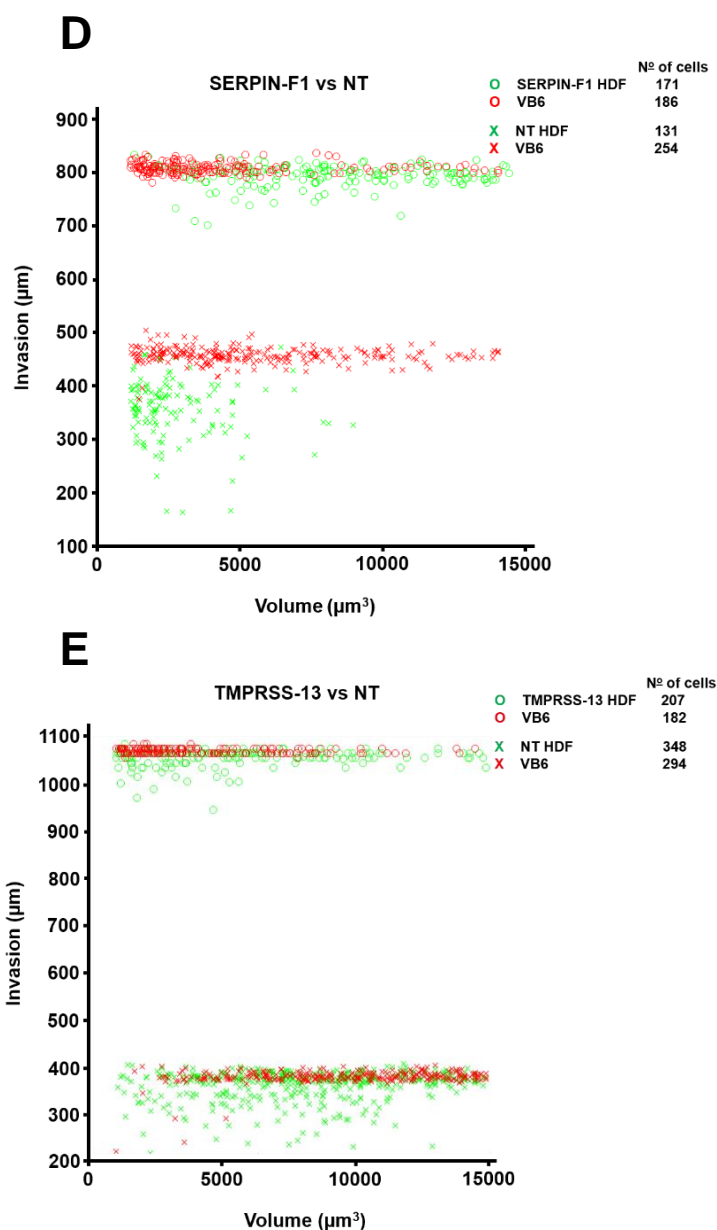 D
SERPIN-F1 vs NT
Nº of cells
O SERPIN-F1 HDF 171
O VB6 186
X NT HDF 131
X VB6 254
900
800
700
600
500
400
300
200
100
Invasion (µm)
0 5000 10000 15000
Volume (µm³)
E
TMPRSS-13 vs NT
Nº of cells
O TMPRSS-13 HDF 207
O VB6 182
X NT HDF 348
X VB6 294
1100
1000
900
800
700
600
500
400
300
200
Invasion (µm)
0 5000 10000 15000
Volume (µm³)